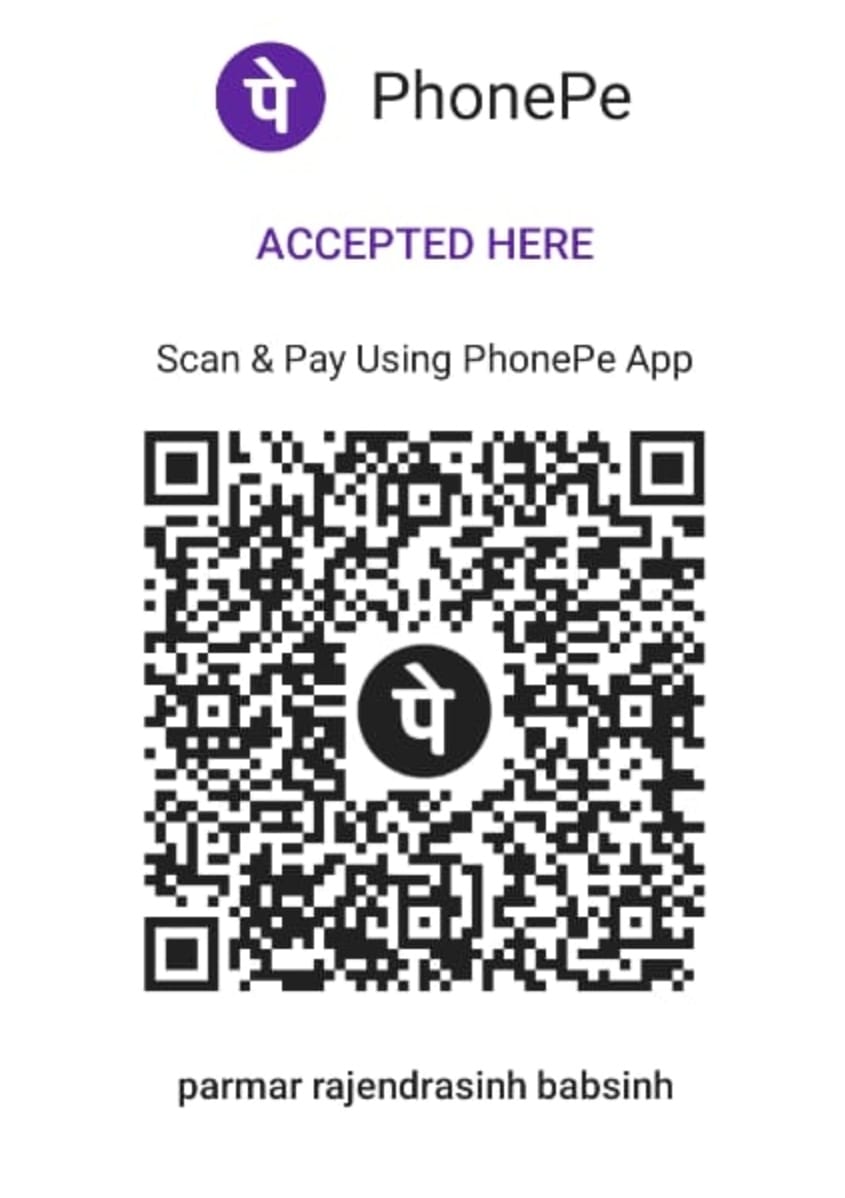 पे PhonePe
ACCEPTED HERE
Scan & Pay Using PhonePe App
पे
parmar rajendrasinh babsinh